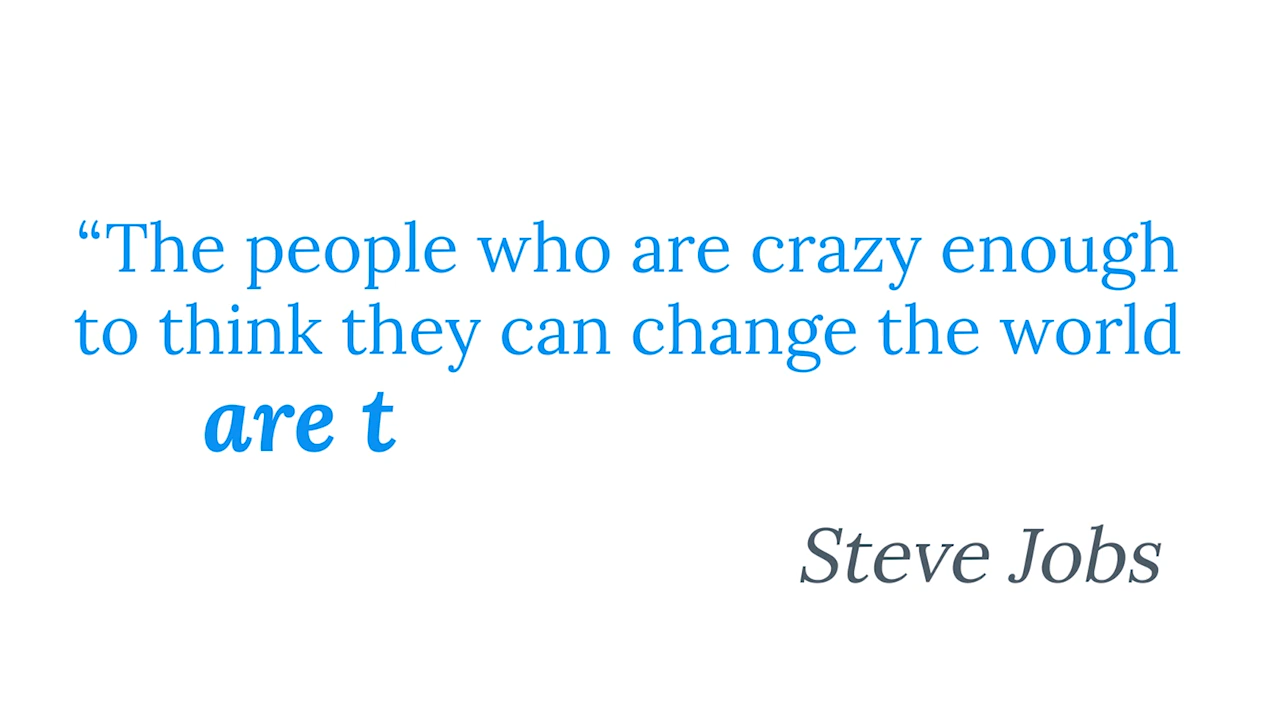 “The people who are crazy enough
to think they can change the world
are t
Steve Jobs